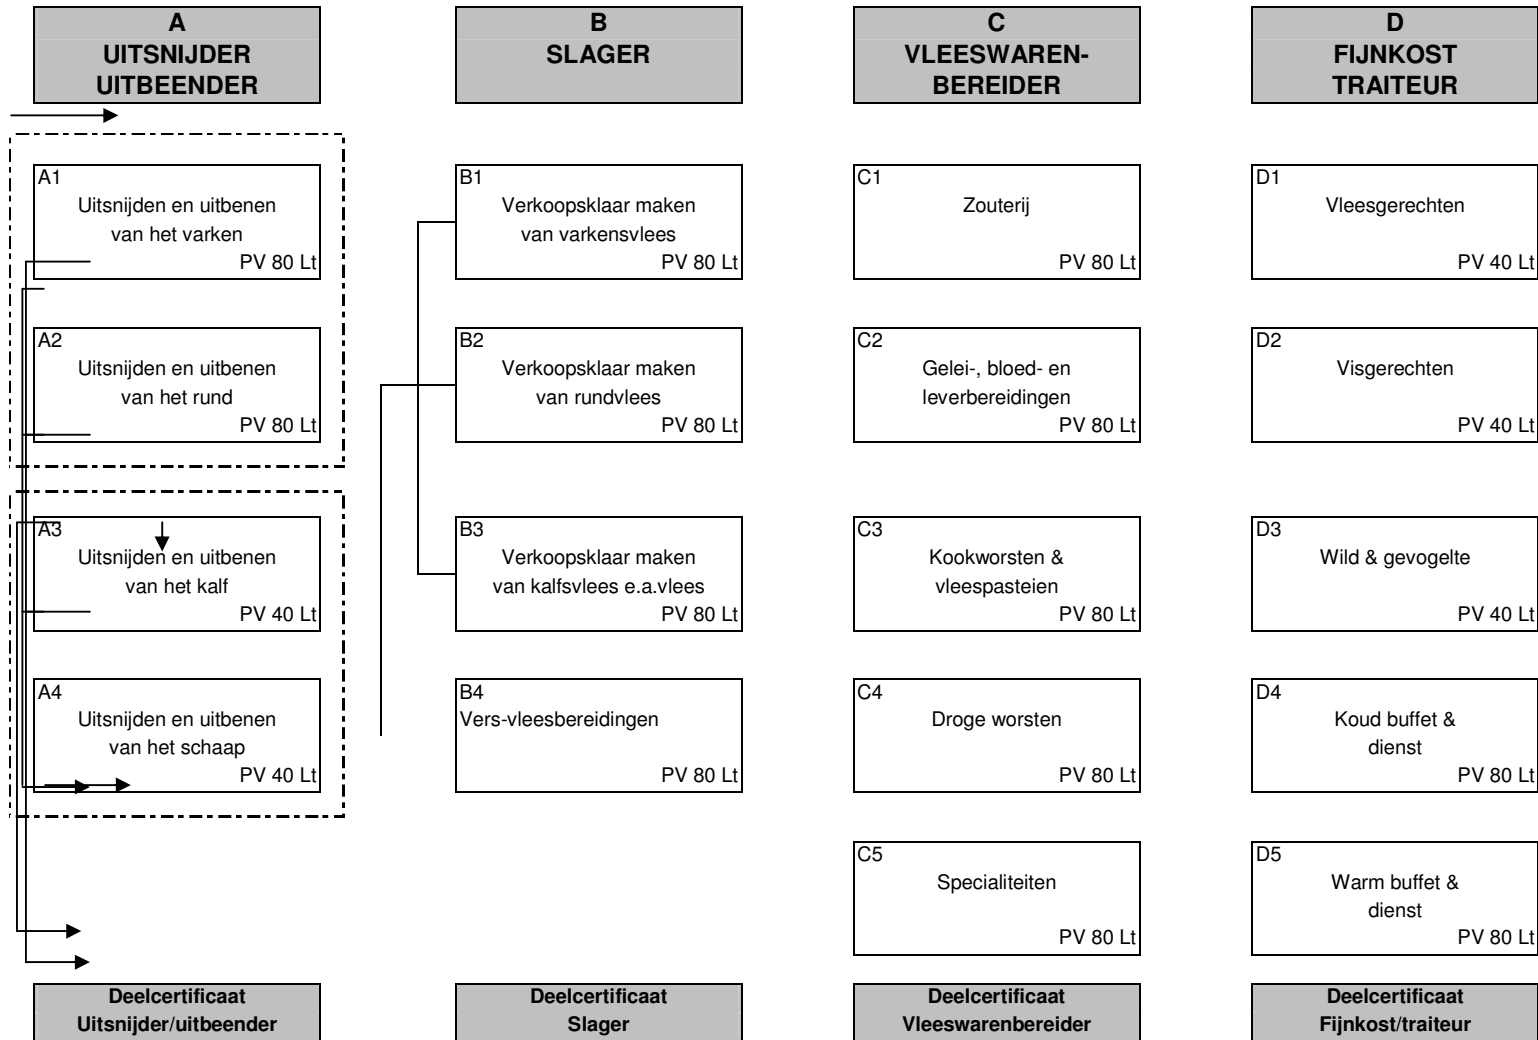 A
UITSNIJDER
UITBEENDER
B
SLAGER
C
VLEESWAREN-
BEREIDER
D
FIJNKOST
TRAITEUR
A1
Uitsnijden en uitbenen
van het varken
PV 80 Lt
B1
Verkoopsklaar maken
van varkensvlees
PV 80 Lt
C1
Zouterij
PV 80 Lt
D1
Vleesgerechten
PV 40 Lt
A2
Uitsnijden en uitbenen
van het rund
PV 80 Lt
B2
Verkoopsklaar maken
van rundvlees
PV 80 Lt
C2
Gelei-, bloed- en
leverbereidingen
PV 80 Lt
D2
Visgerechten
PV 40 Lt
A3
Uitsnijden en uitbenen
van het kalf
PV 40 Lt
B3
Verkoopsklaar maken
van kalfsvlees e.a.vlees
PV 80 Lt
C3
Kookworsten &
vleespasteien
PV 80 Lt
D3
Wild & gevogelte
PV 40 Lt
A4
Uitsnijden en uitbenen
van het schaap
PV 40 Lt
B4
Vers-vleesbereidingen
PV 80 Lt
C4
Droge worsten
PV 80 Lt
D4
Koud buffet &
dienst
PV 80 Lt
C5
Specialiteiten
PV 80 Lt
D5
Warm buffet &
dienst
PV 80 Lt
Deelcertificaat
Uitsnijder/uitbeender
Deelcertificaat
Slager
Deelcertificaat
Vleeswarenbereider
Deelcertificaat
Fijnkost/traiteur